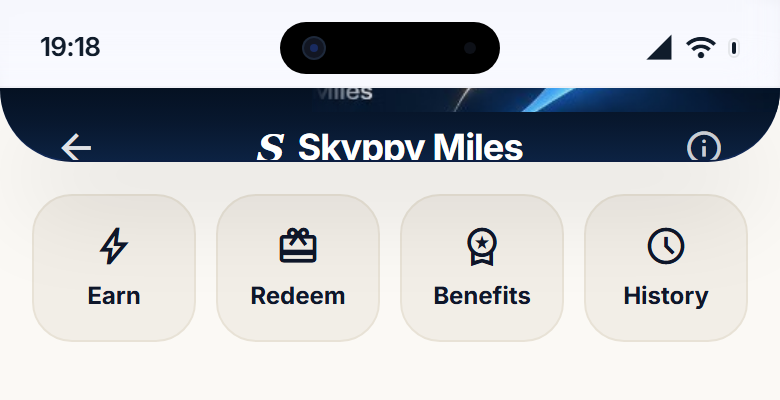 19:18
Miles
S Skyppy Miles
Earn
Redeem
Benefits
History